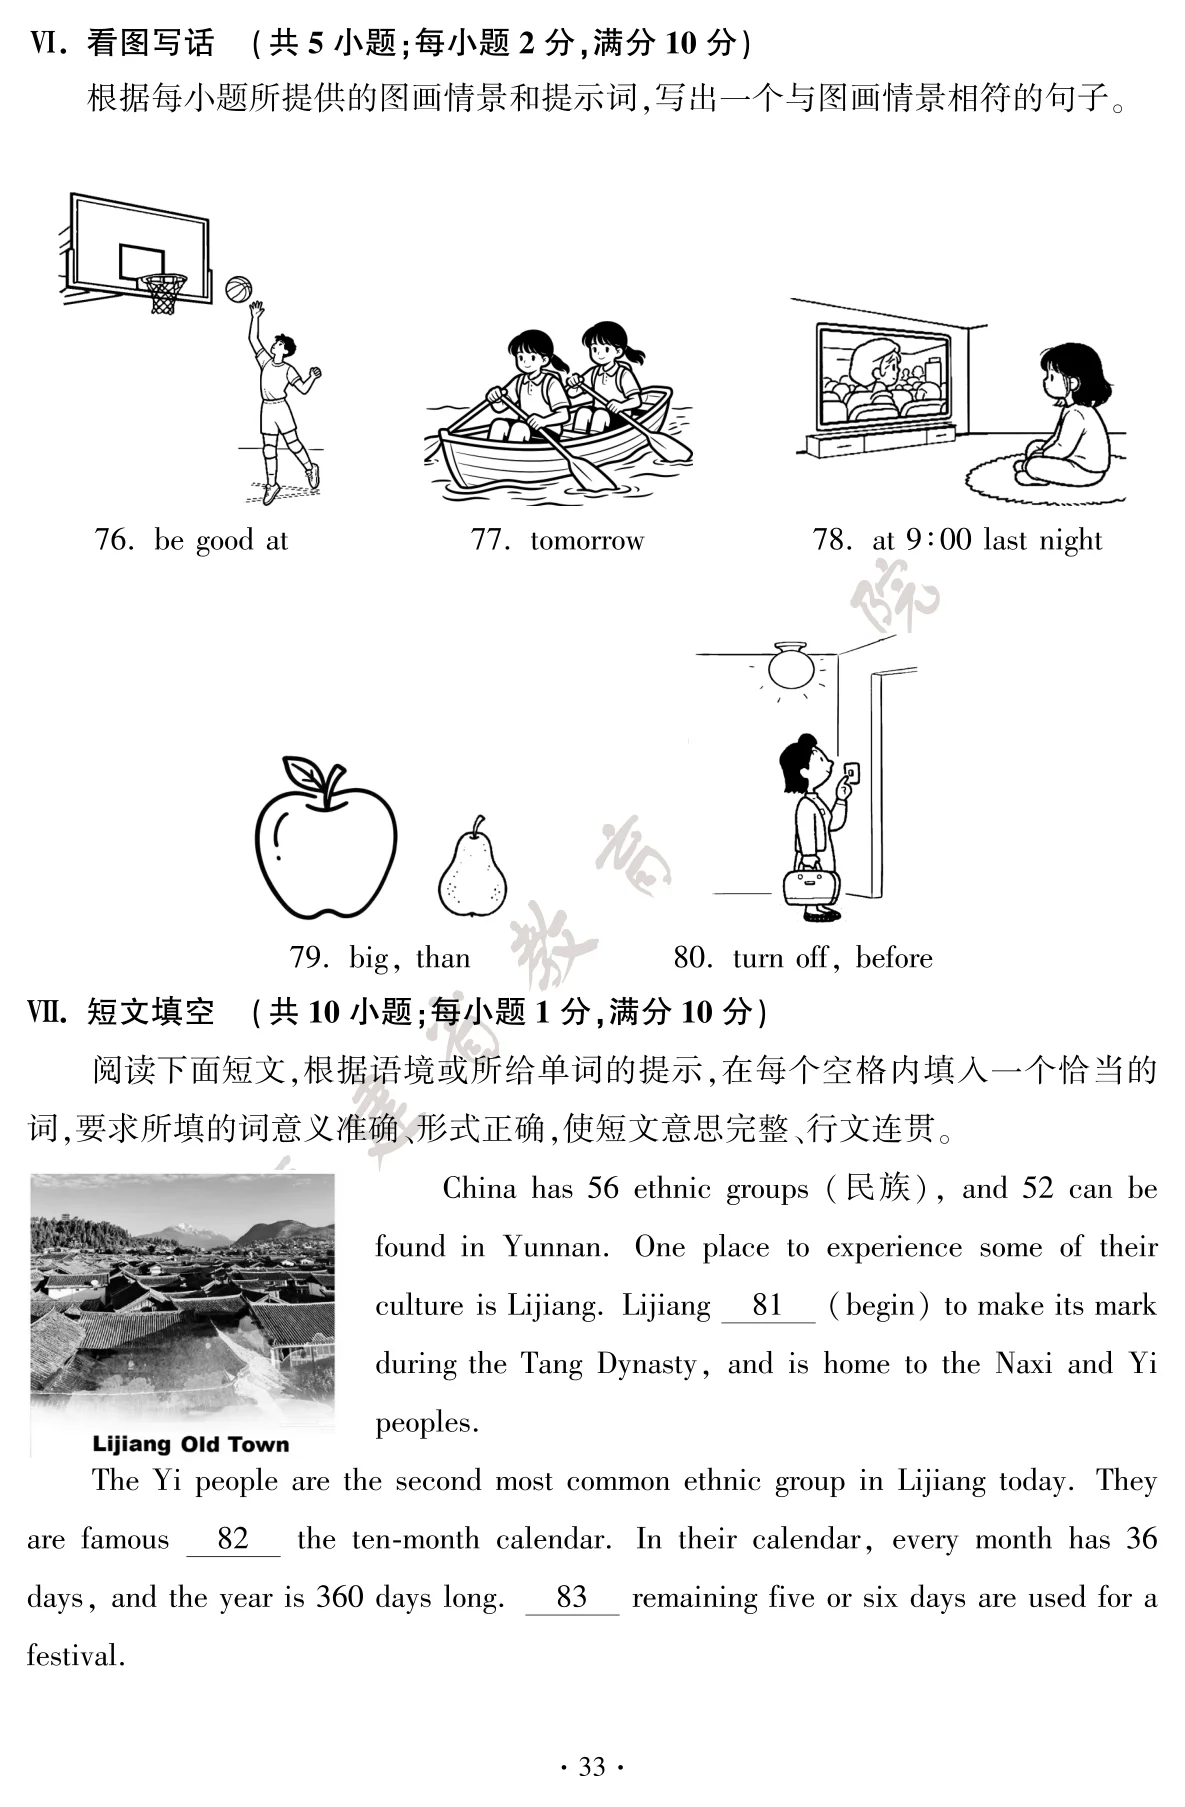 Ⅵ. 看图写话 (共 5 小题;每小题 2 分,满分 10 分)
根据每小题所提供的图画情景和提示词,写出一个与图画情景相符的句子。
76. be good at
77. tomorrow
78. at 9:00 last night
79. big, than
80. turn off, before
Ⅶ. 短文填空 (共 10 小题;每小题 1 分,满分 10 分)
阅读下面短文,根据语境或所给单词的提示,在每个空格内填入一个恰当的
词,要求所填的词意义准确、形式正确,使短文意思完整、行文连贯。
China has 56 ethnic groups (民族), and 52 can be
found in Yunnan. One place to experience some of their
culture is Lijiang. Lijiang 81 (begin) to make its mark
during the Tang Dynasty, and is home to the Naxi and Yi
peoples.
Lijiang Old Town
The Yi people are the second most common ethnic group in Lijiang today. They
are famous 82 the ten-month calendar. In their calendar, every month has 36
days, and the year is 360 days long. 83 remaining five or six days are used for a
festival.
· 33 ·
院
育
教
省
建